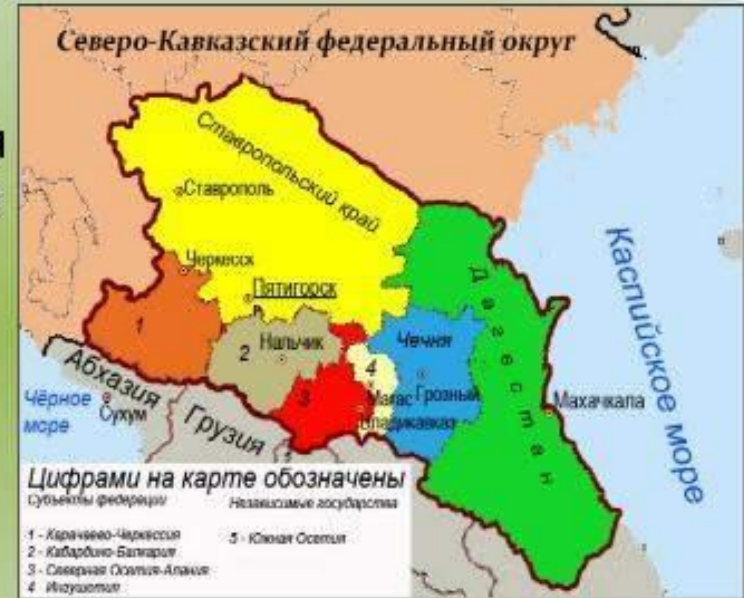 Северо-Кавказский федеральный округ
Ставропольский край
Ставрополь
Черкесск
Пятигорск
1
2
Нальчик
3
4
Чечня
Магас
Грозный
Владикавказ
Дагестан
Махачкала
Каспийское море
Абхазия
Чёрное
море
Сухум
Грузия
Цифрами на карте обозначены
Субъекты федерации
Независимые государства
1 - Карачаево-Черкессия
5 - Южная Осетия
2 - Кабардино-Балкария
3 - Северная Осетия-Алания
4 Ингушетия